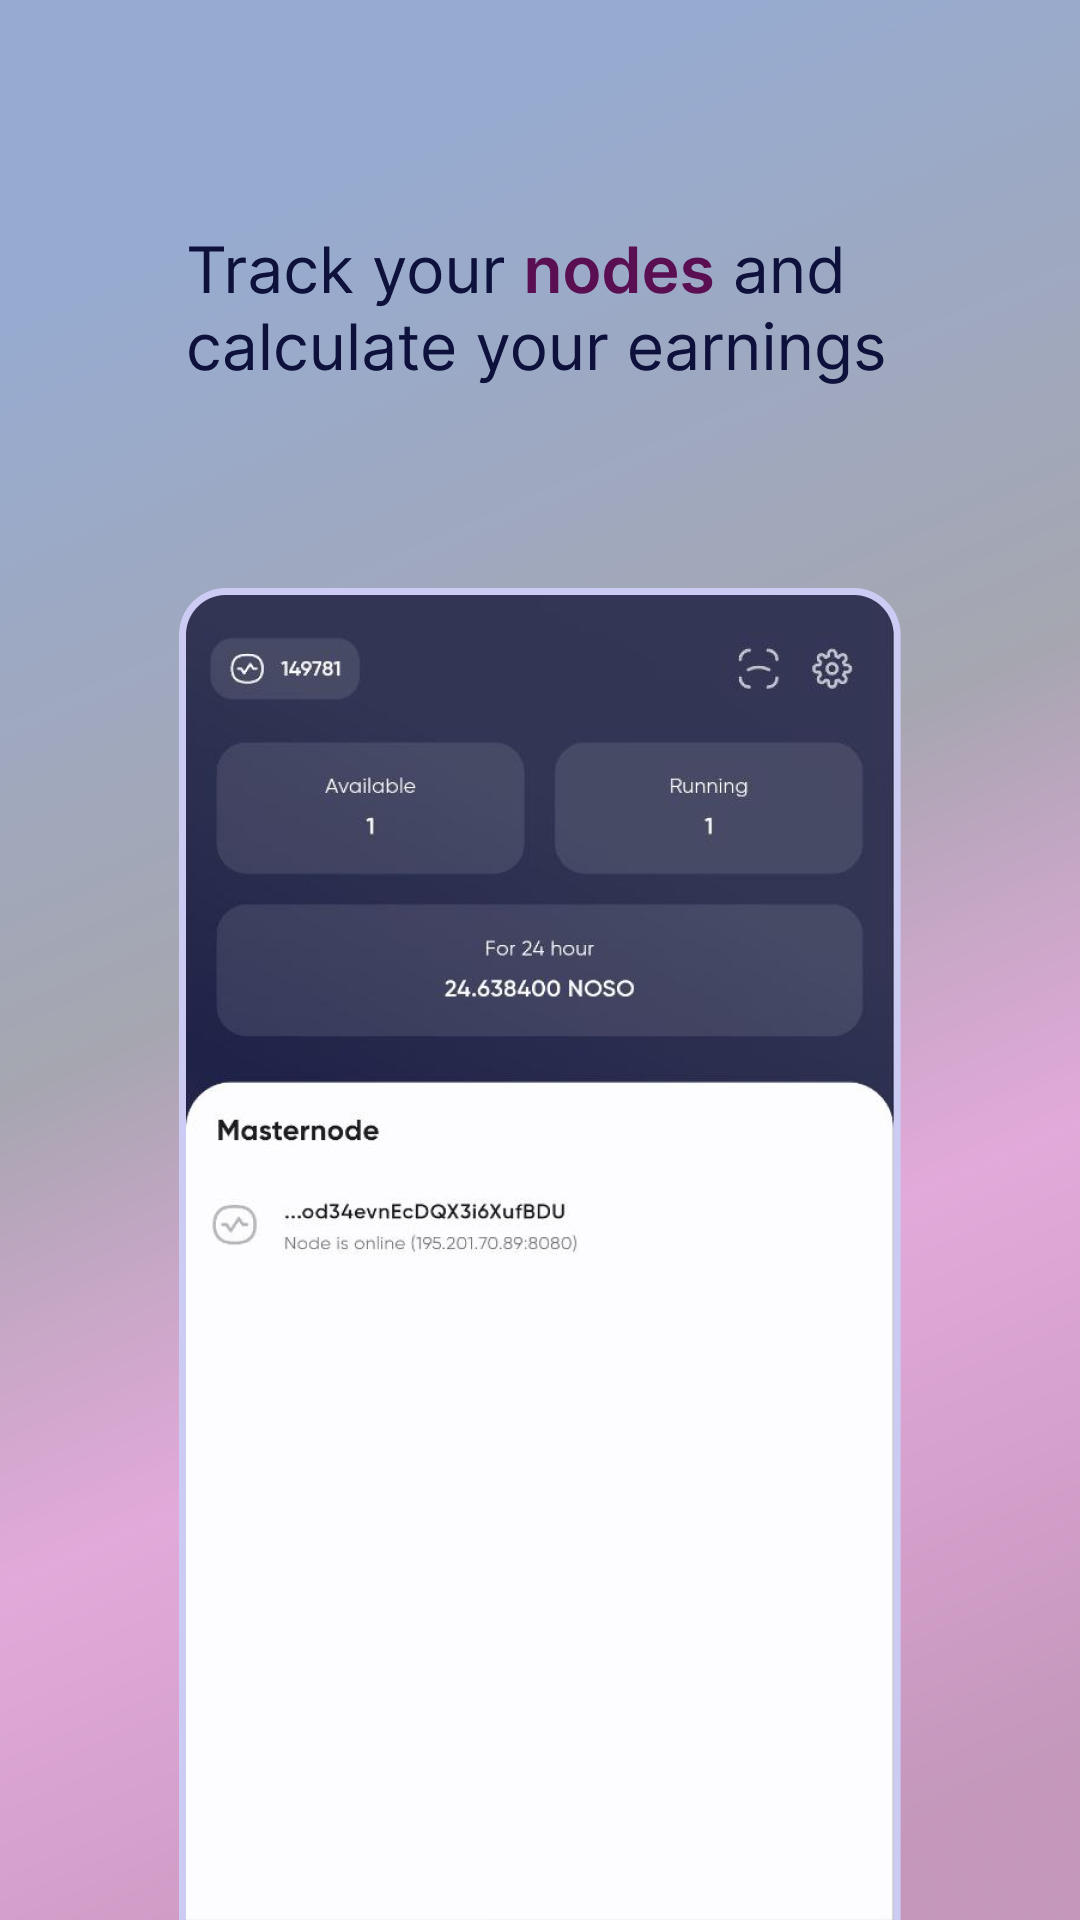 Track your nodes and
calculate your earnings
149781
Available
1
Running
1
For 24 hour
24.638400 NOSO
Masternode
...od34evnEcDQX3i6XufBDU
Node is online (195.201.70.89:8080)